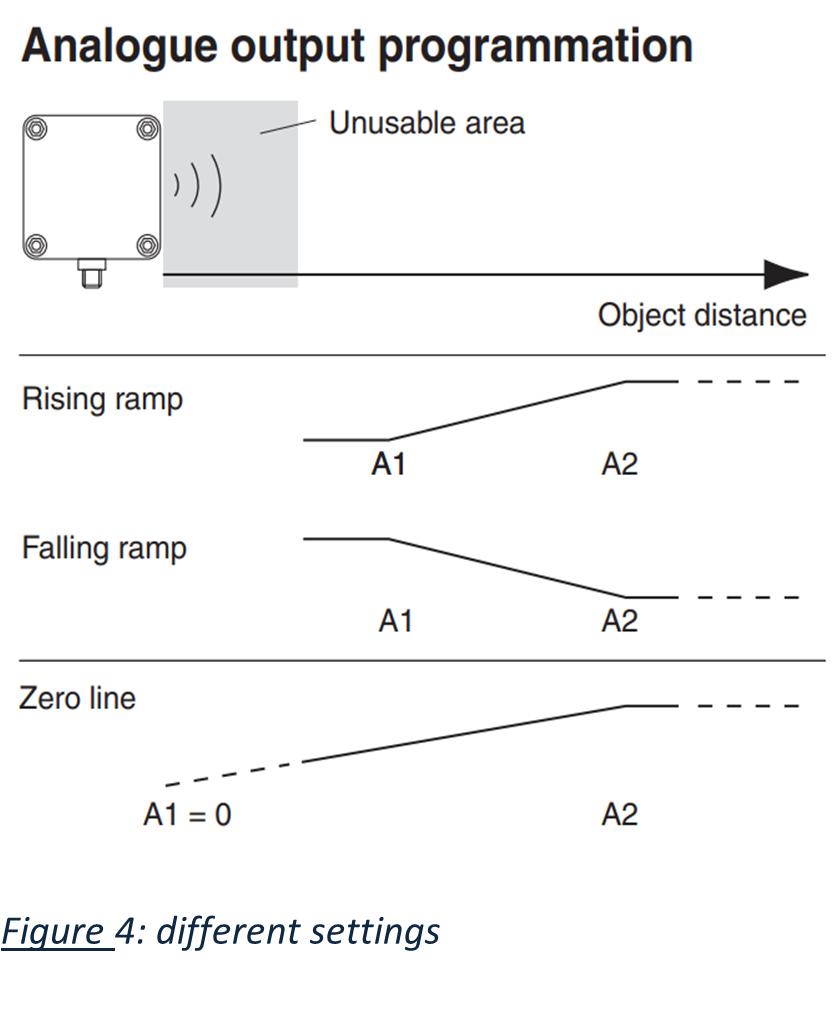 Analogue output programmation
Unusable area
Object distance
Rising ramp
A1
A2
Falling ramp
A1
A2
Zero line
A1 = 0
A2
Figure 4: different settings